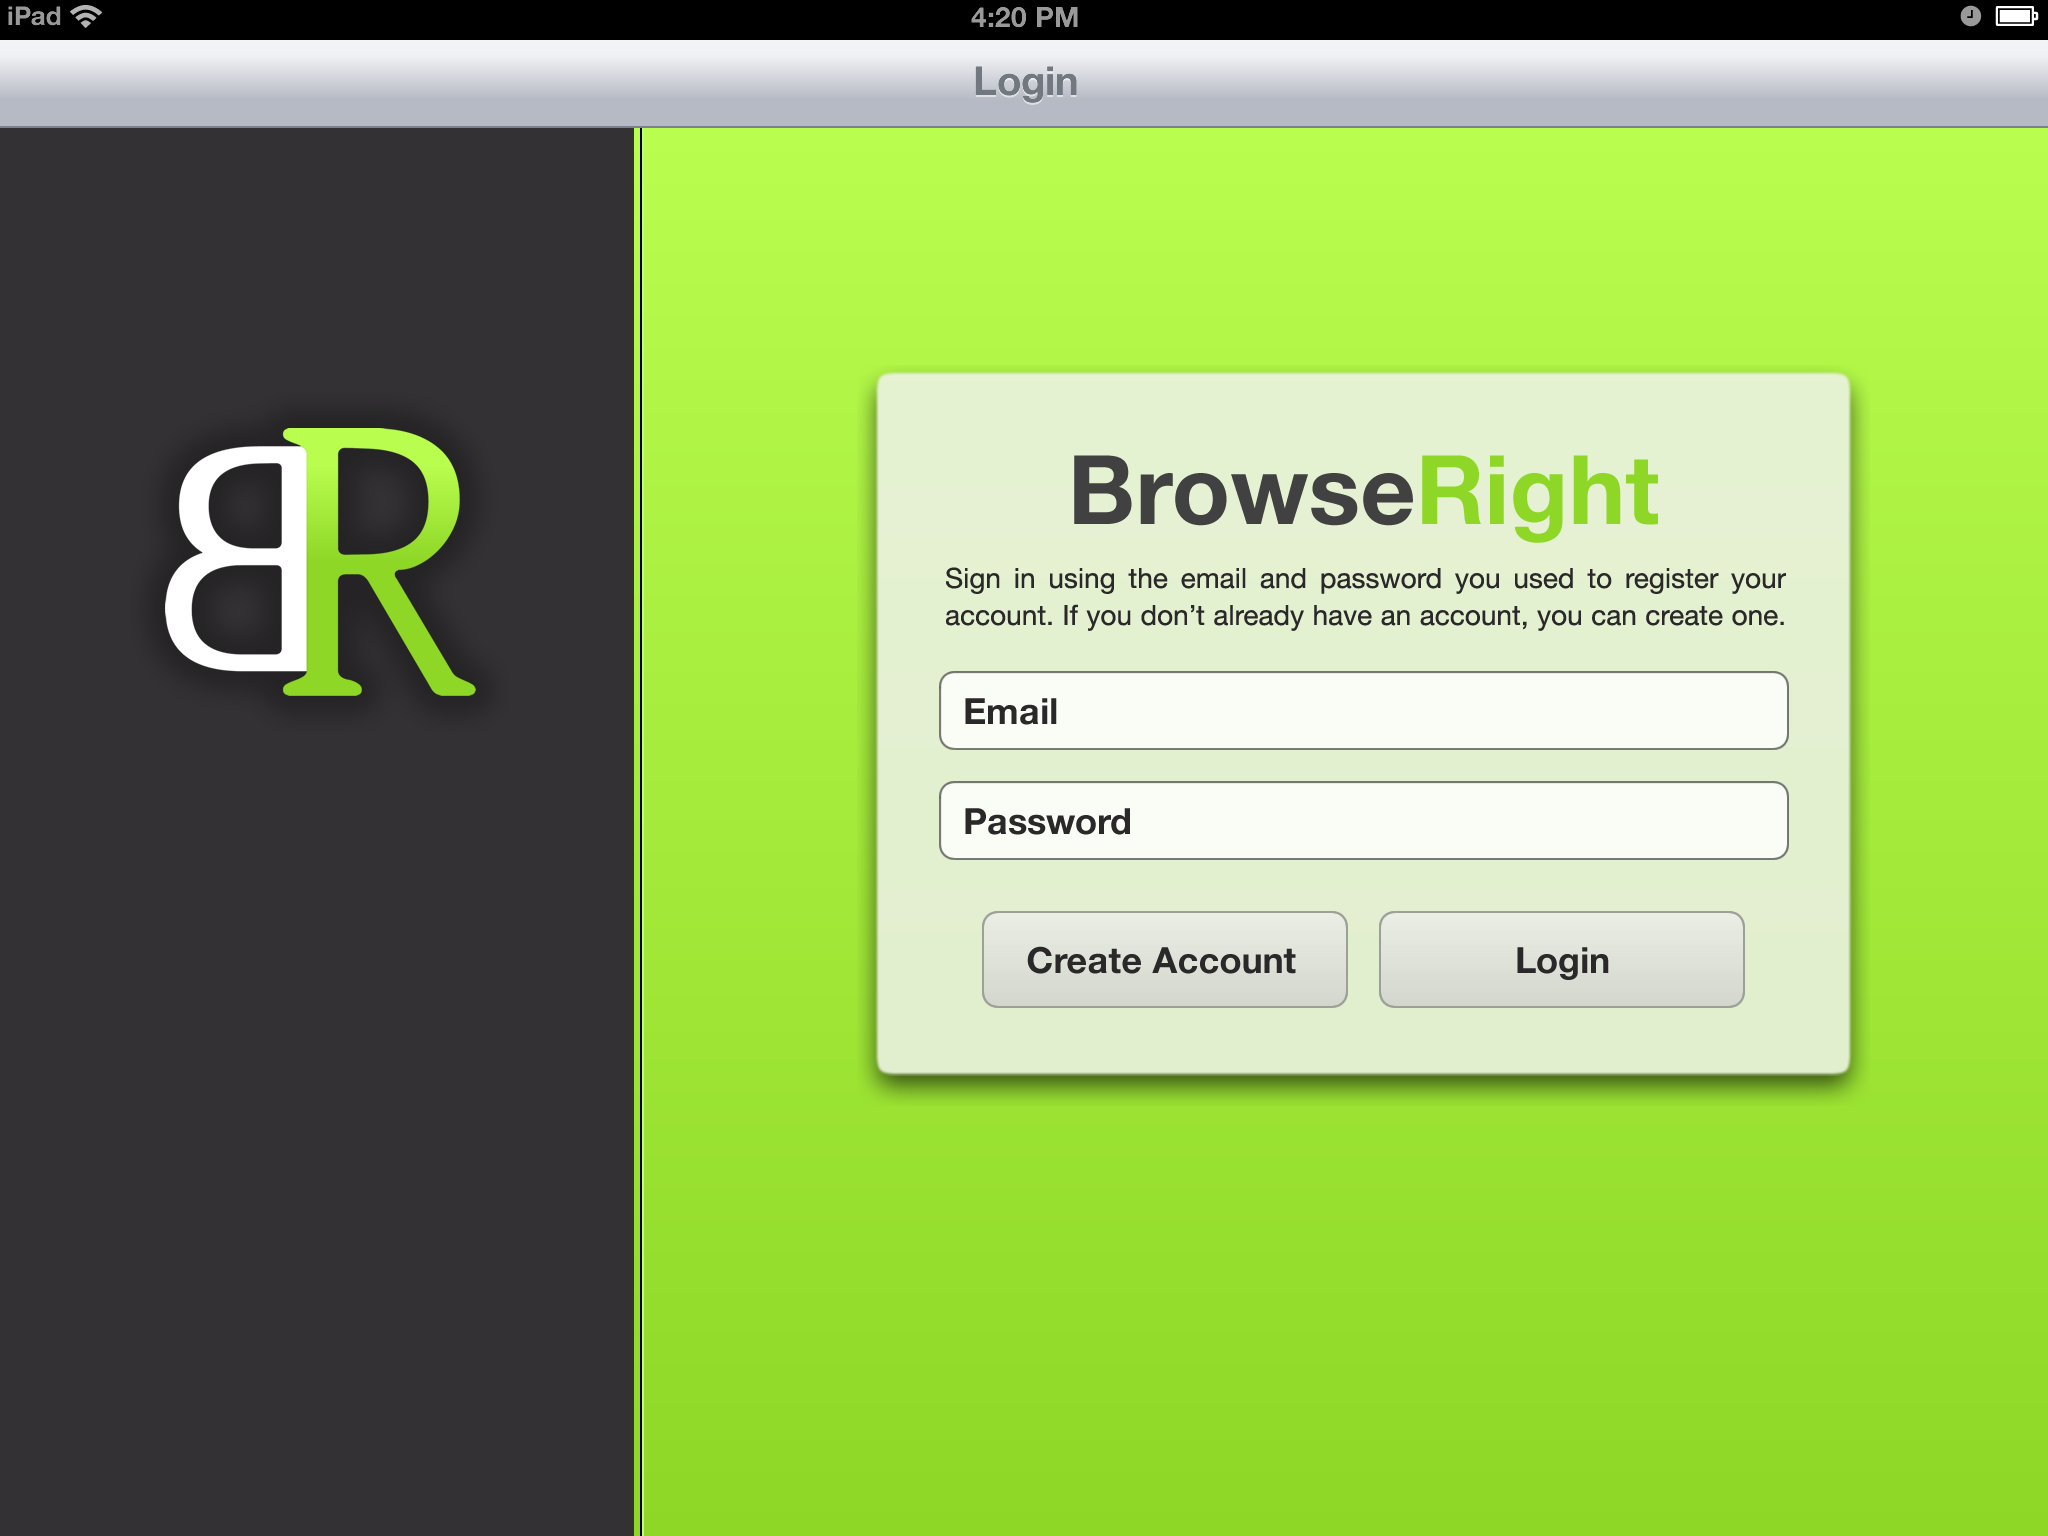 iPad
4:20 PM
Login
BR
BrowseRight
Sign in using the email and password you used to register your
account. If you don’t already have an account, you can create one.
Email
Password
Create Account
Login